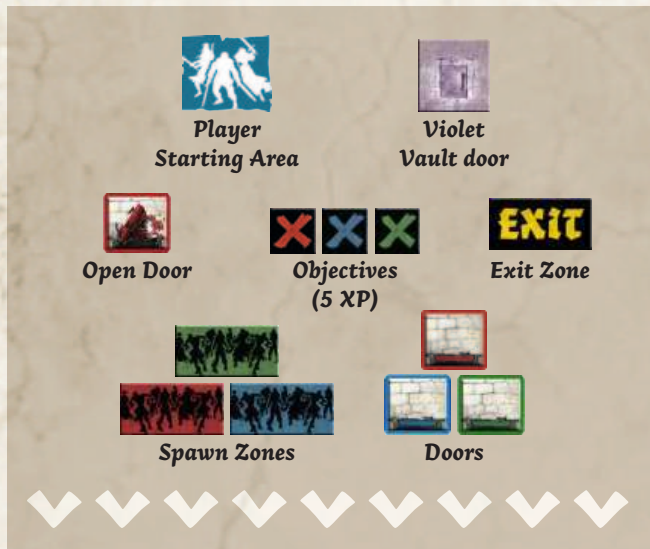 Player
Starting Area
Violet
Vault door
Open Door
Objectives
(5 XP)
EXIT
Exit Zone
Spawn Zones
Doors